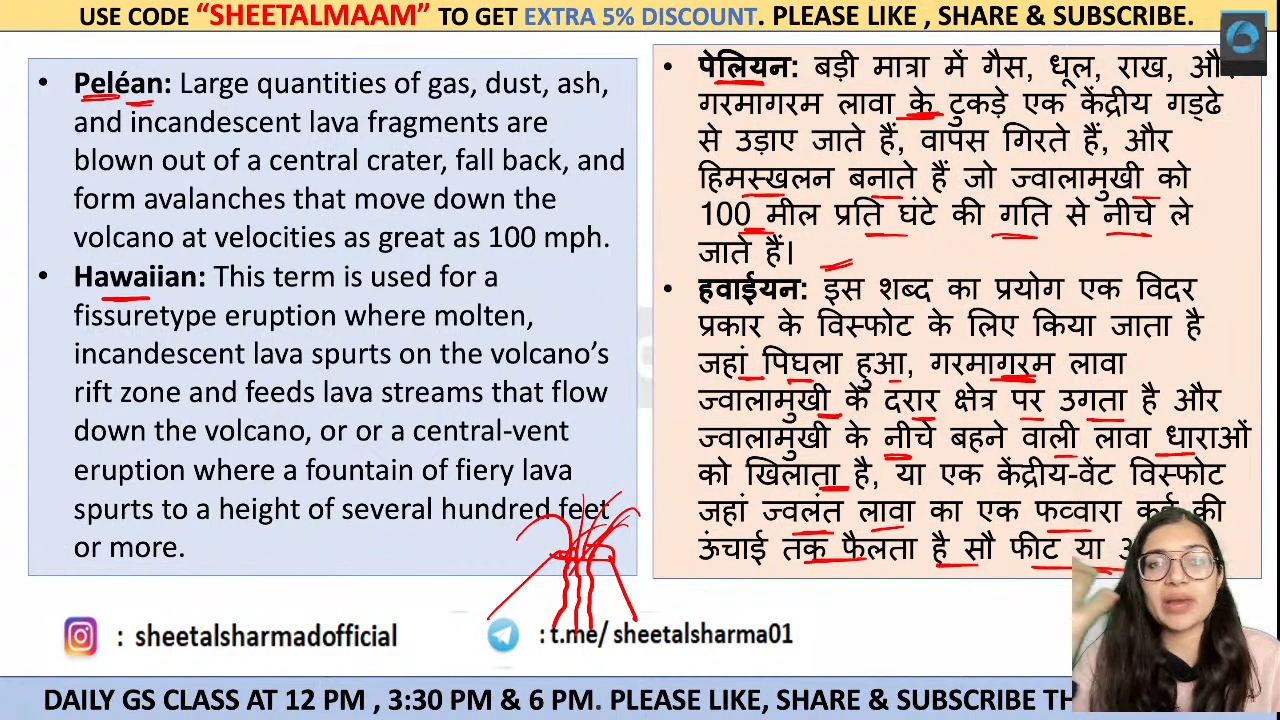 USE CODE “SHEETALMAAM” TO GET EXTRA 5% DISCOUNT. PLEASE LIKE , SHARE & SUBSCRIBE.
• Peléan: Large quantities of gas, dust, ash,
and incandescent lava fragments are
blown out of a central crater, fall back, and
form avalanches that move down the
volcano at velocities as great as 100 mph.
• Hawaiian: This term is used for a
fissuretype eruption where molten,
incandescent lava spurts on the volcano’s
rift zone and feeds lava streams that flow
down the volcano, or or a central-vent
eruption where a fountain of fiery lava
spurts to a height of several hundred feet
or more.
• पेलियन: बड़ी मात्रा में गैस, धूल, राख, और
गरमागरम लावा के टुकड़े एक केंद्रीय गड्ढे
से उड़ाए जाते हैं, वापस गिरते हैं, और
हिमस्खलन बनाते हैं जो ज्वालामुखी को
100 मील प्रति घंटे की गति से नीचे ले
जाते हैं।
• हवाईयन: इस शब्द का प्रयोग एक विदर
प्रकार के विस्फोट के लिए किया जाता है
जहां पिघला हुआ, गरमागरम लावा
ज्वालामुखी के दरार क्षेत्र पर उगता है और
ज्वालामुखी के नीचे बहने वाली लावा धाराओं
को खिलाता है, या एक केंद्रीय-वेंट विस्फोट
जहां ज्वलंत लावा का एक फव्वारा कई की
ऊंचाई तक फैलता है सौ फीट या
: sheetalsharmadofficial
: t.me/ sheetalsharma01
DAILY GS CLASS AT 12 PM , 3:30 PM & 6 PM. PLEASE LIKE, SHARE & SUBSCRIBE